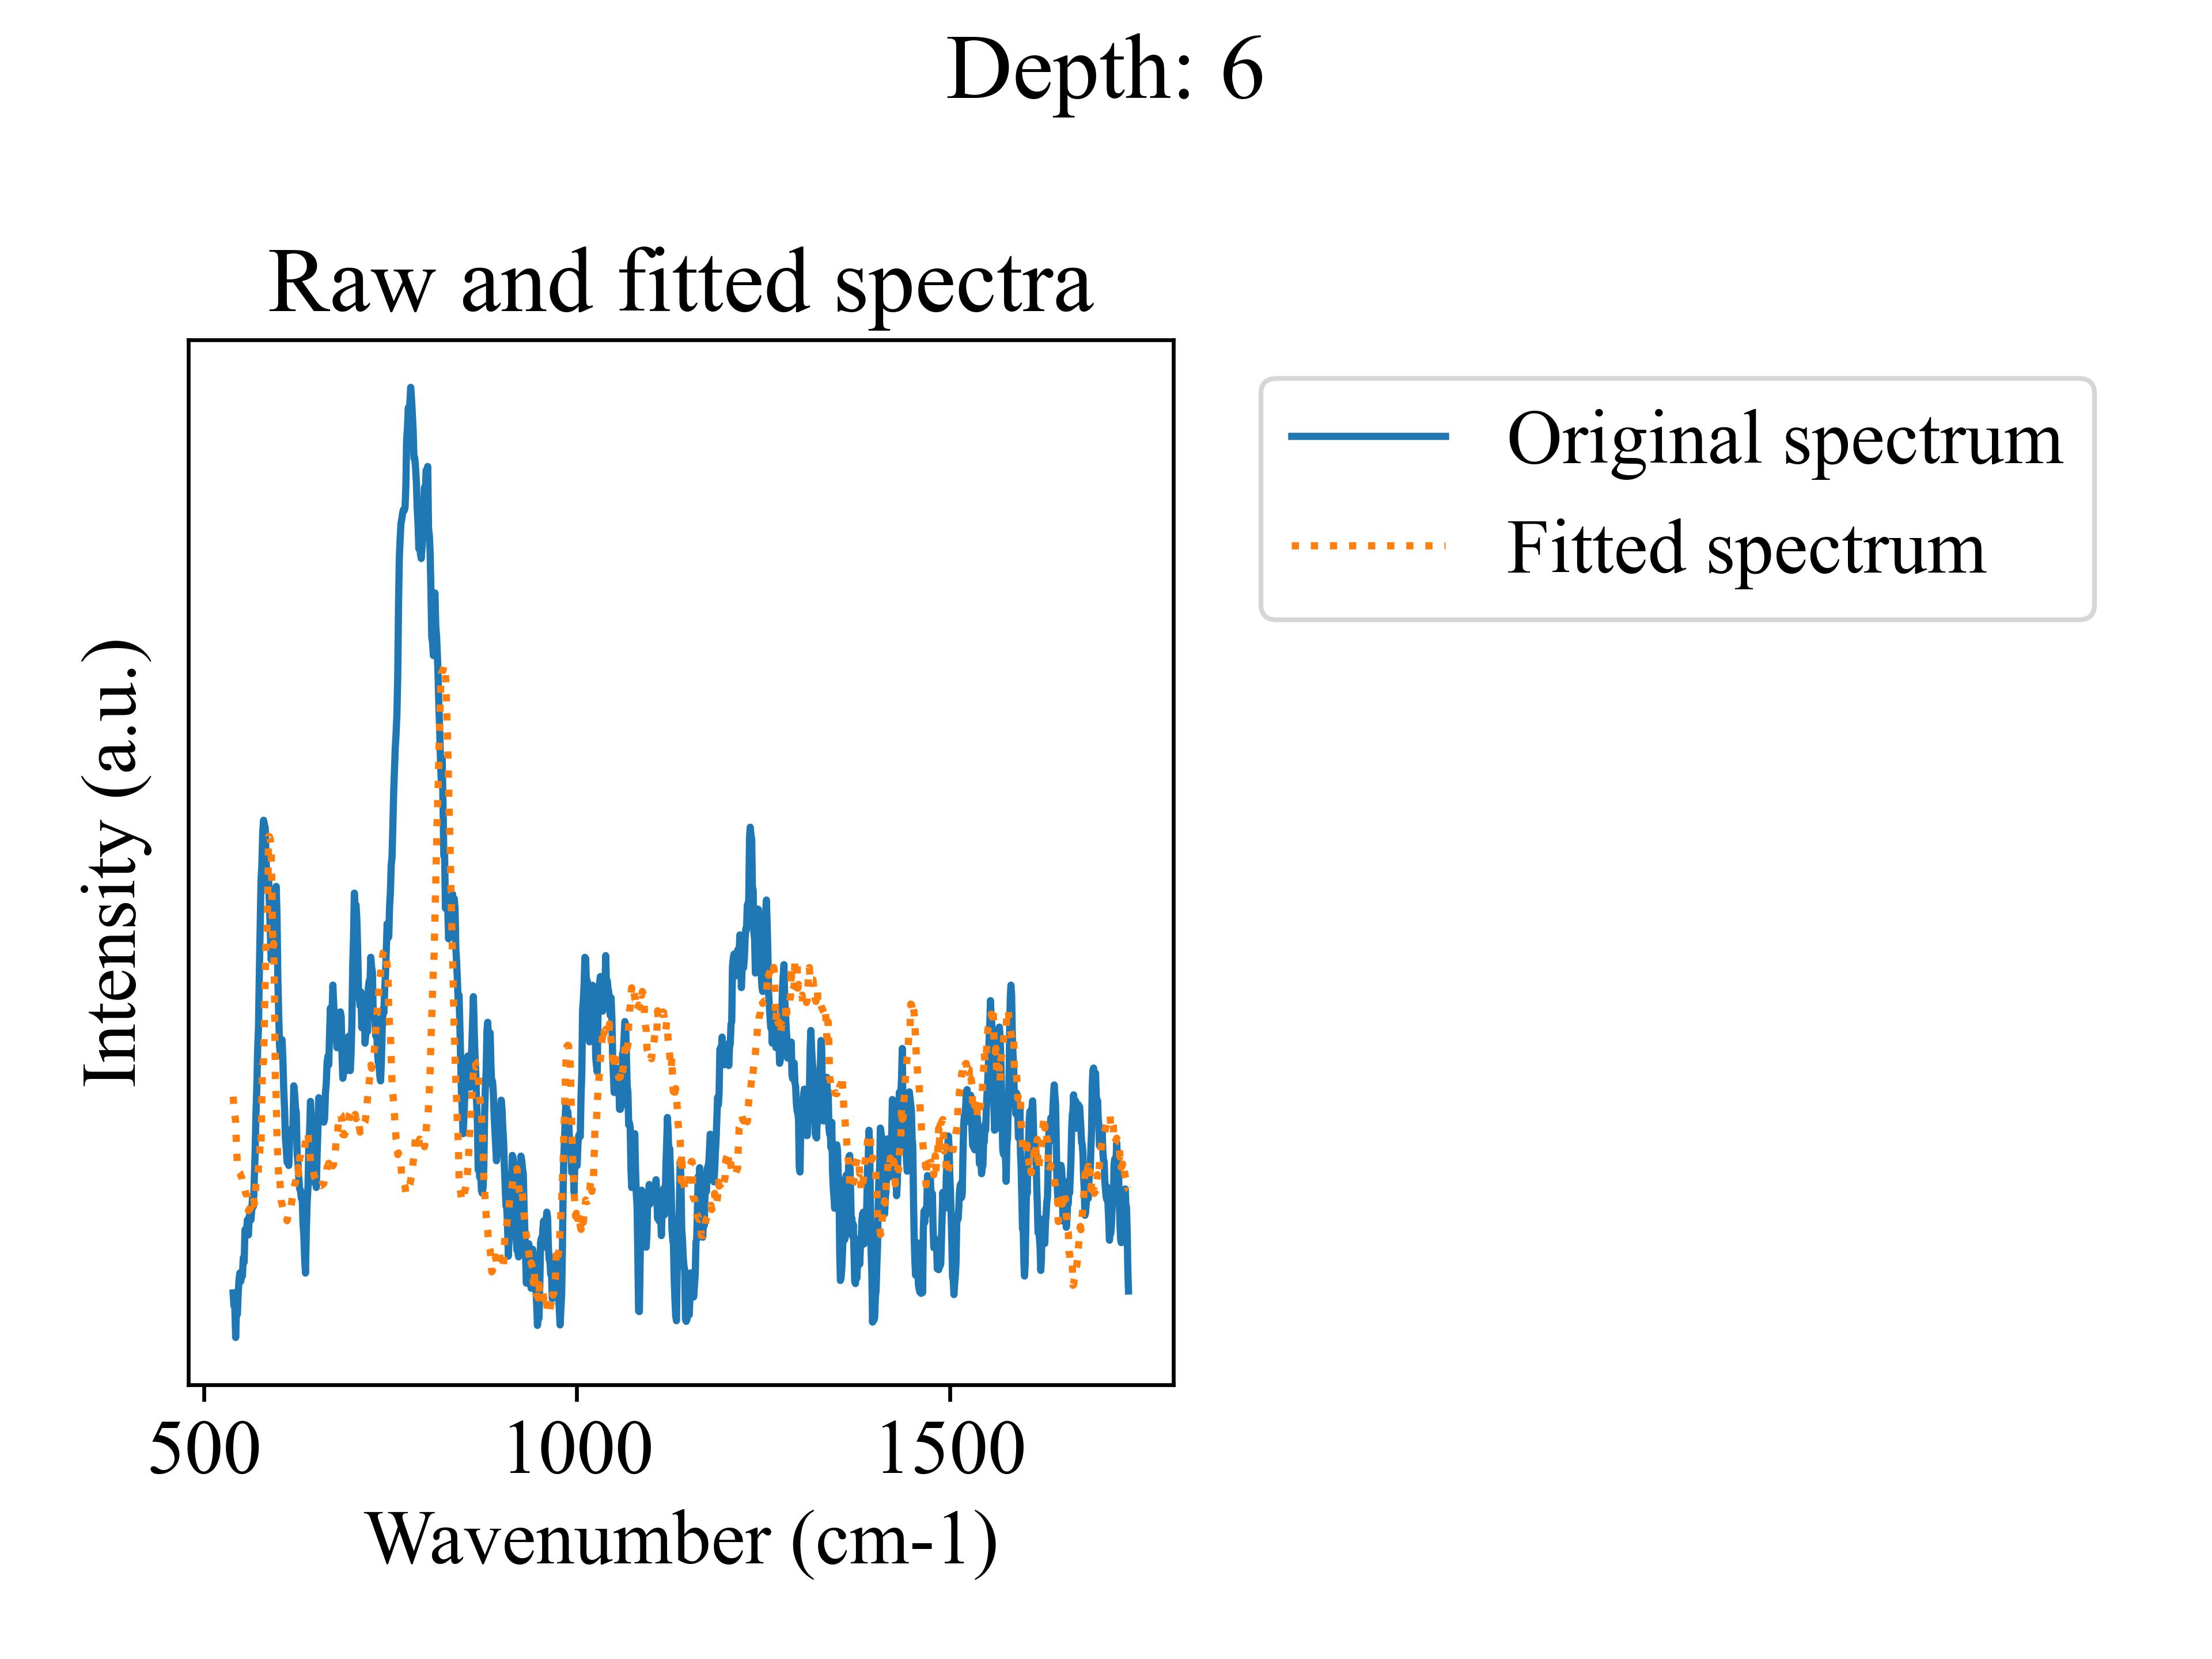 Depth: 6
Raw and fitted spectra
Original spectrum
Fitted spectrum
Intensity (a.u.)
500 1000 1500
Wavenumber (cm-1)